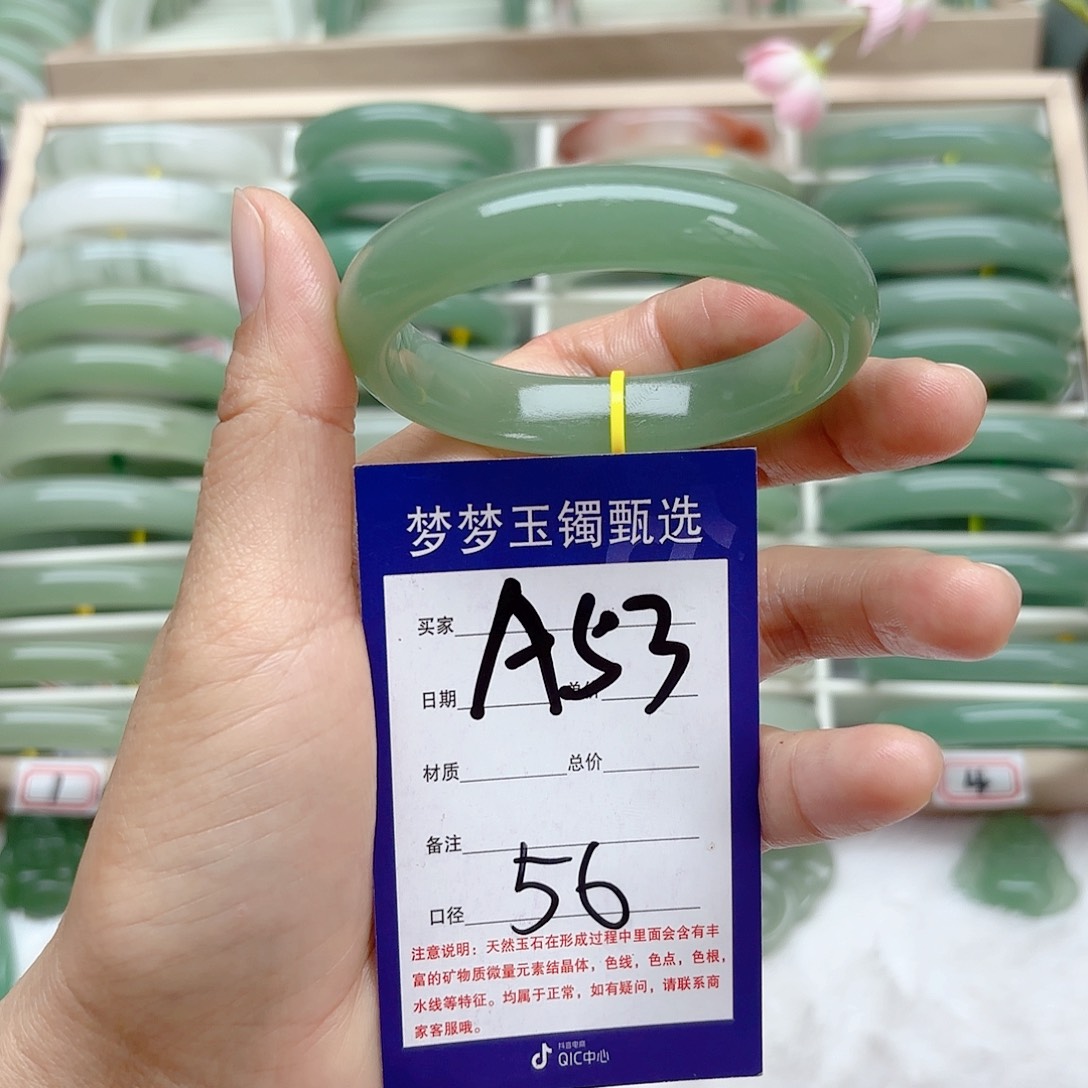 梦梦玉镯甄选
买家
A53
日期
材质 总价
备注
口径 56
注意说明：天然玉石在形成过程中里面会含有丰
富的矿物质微量元素结晶体，色线，色点，色根，
水线等特征。均属于正常，如有疑问，请联系商
家客服哦。
抖音电商
QIC中心
1
4